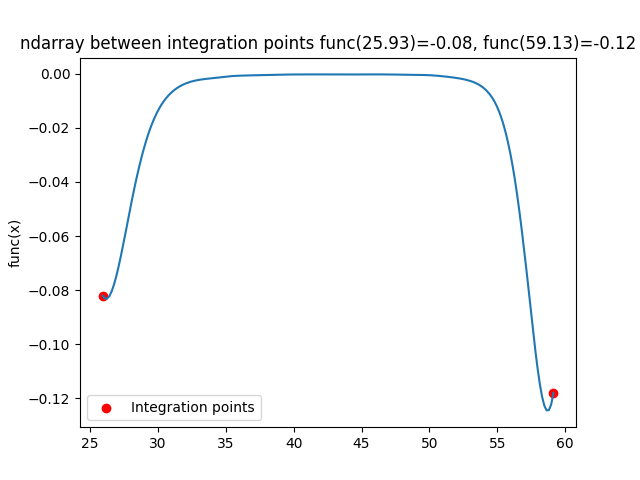 ndarray between integration points func(25.93)=-0.08, func(59.13)=-0.12
0.00
−0.02
−0.04
−0.06
−0.08
−0.10
−0.12
func(x)
Integration points
25 30 35 40 45 50 55 60